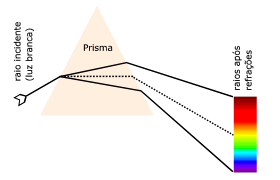 raio incidente
(luz branca)
Prisma
raios após
refrações